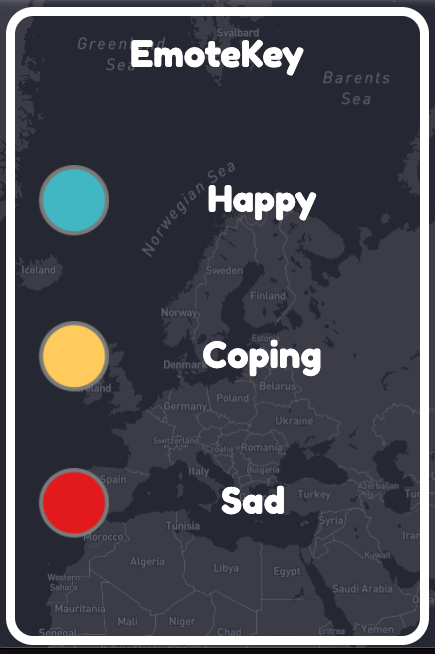 Svalbard
Greenland
Sea
EmoteKey
Barents
Sea
Norwegian Sea
Happy
Iceland
Sweden
Finland
Norway
Coping
Denmark
Belarus
Poland
Germany
Ukraine
Switzerland
Croatia
Romania
Italy
Bulgaria
Spain
Sad
Turkey
Azerbaijan
Tunisia
Syria
Morocco
Kuwait
Algeria
Libya
Egypt
Western
Sahara
Saudi Arabia
Mauritania
Mali
Niger
Chad
Eritrea
Yemen
Senegal